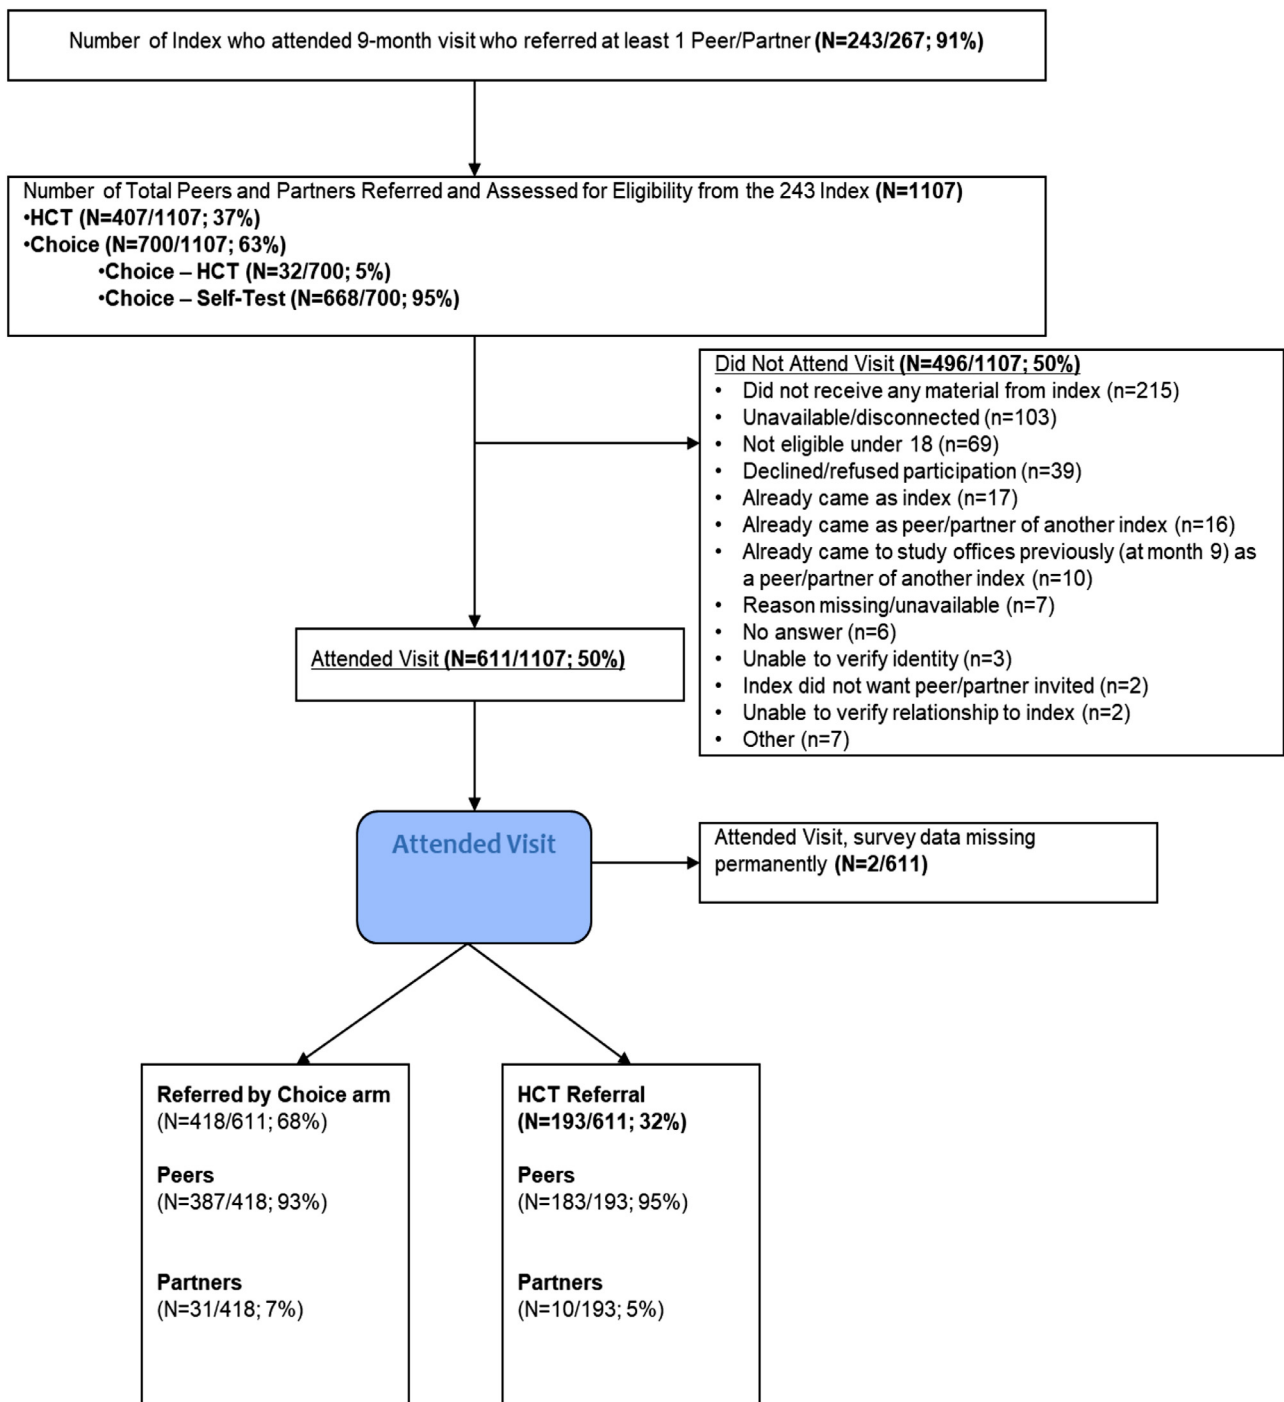 Number of Index who attended 9-month visit who referred at least 1 Peer/Partner (N=243/267; 91%)
Number of Total Peers and Partners Referred and Assessed for Eligibility from the 243 Index (N=1107)
•HCT (N=407/1107; 37%)
•Choice (N=700/1107; 63%)
•Choice – HCT (N=32/700; 5%)
•Choice – Self-Test (N=668/700; 95%)
Did Not Attend Visit (N=496/1107; 50%)
• Did not receive any material from index (n=215)
• Unavailable/disconnected (n=103)
• Not eligible under 18 (n=69)
• Declined/refused participation (n=39)
• Already came as index (n=17)
• Already came as peer/partner of another index (n=16)
• Already came to study offices previously (at month 9) as
a peer/partner of another index (n=10)
• Reason missing/unavailable (n=7)
• No answer (n=6)
• Unable to verify identity (n=3)
• Index did not want peer/partner invited (n=2)
• Unable to verify relationship to index (n=2)
• Other (n=7)
Attended Visit (N=611/1107; 50%)
Attended Visit
Attended Visit, survey data missing
permanently (N=2/611)
Referred by Choice arm
(N=418/611; 68%)
Peers
(N=387/418; 93%)
Partners
(N=31/418; 7%)
HCT Referral
(N=193/611; 32%)
Peers
(N=183/193; 95%)
Partners
(N=10/193; 5%)